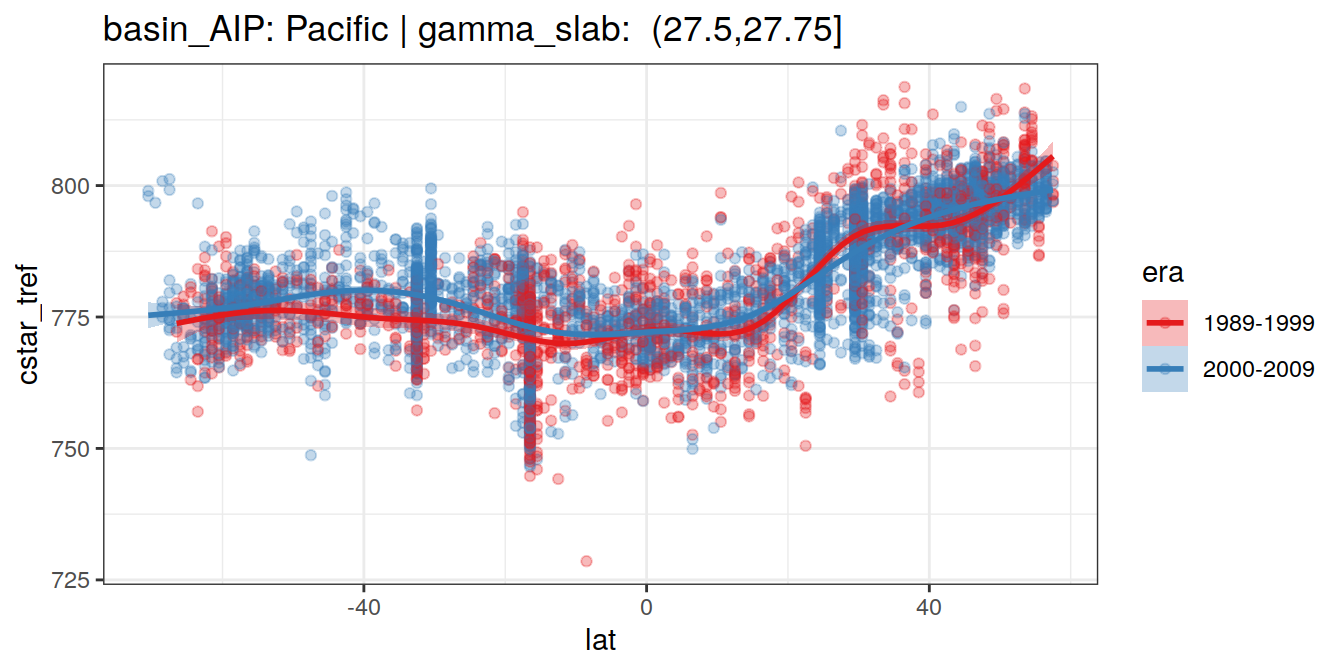 basin_AIP: Pacific | gamma_slab:  (27.5,27.75]
cstar_tref
800
775
750
725
-40
0
40
lat
era
1989-1999
2000-2009